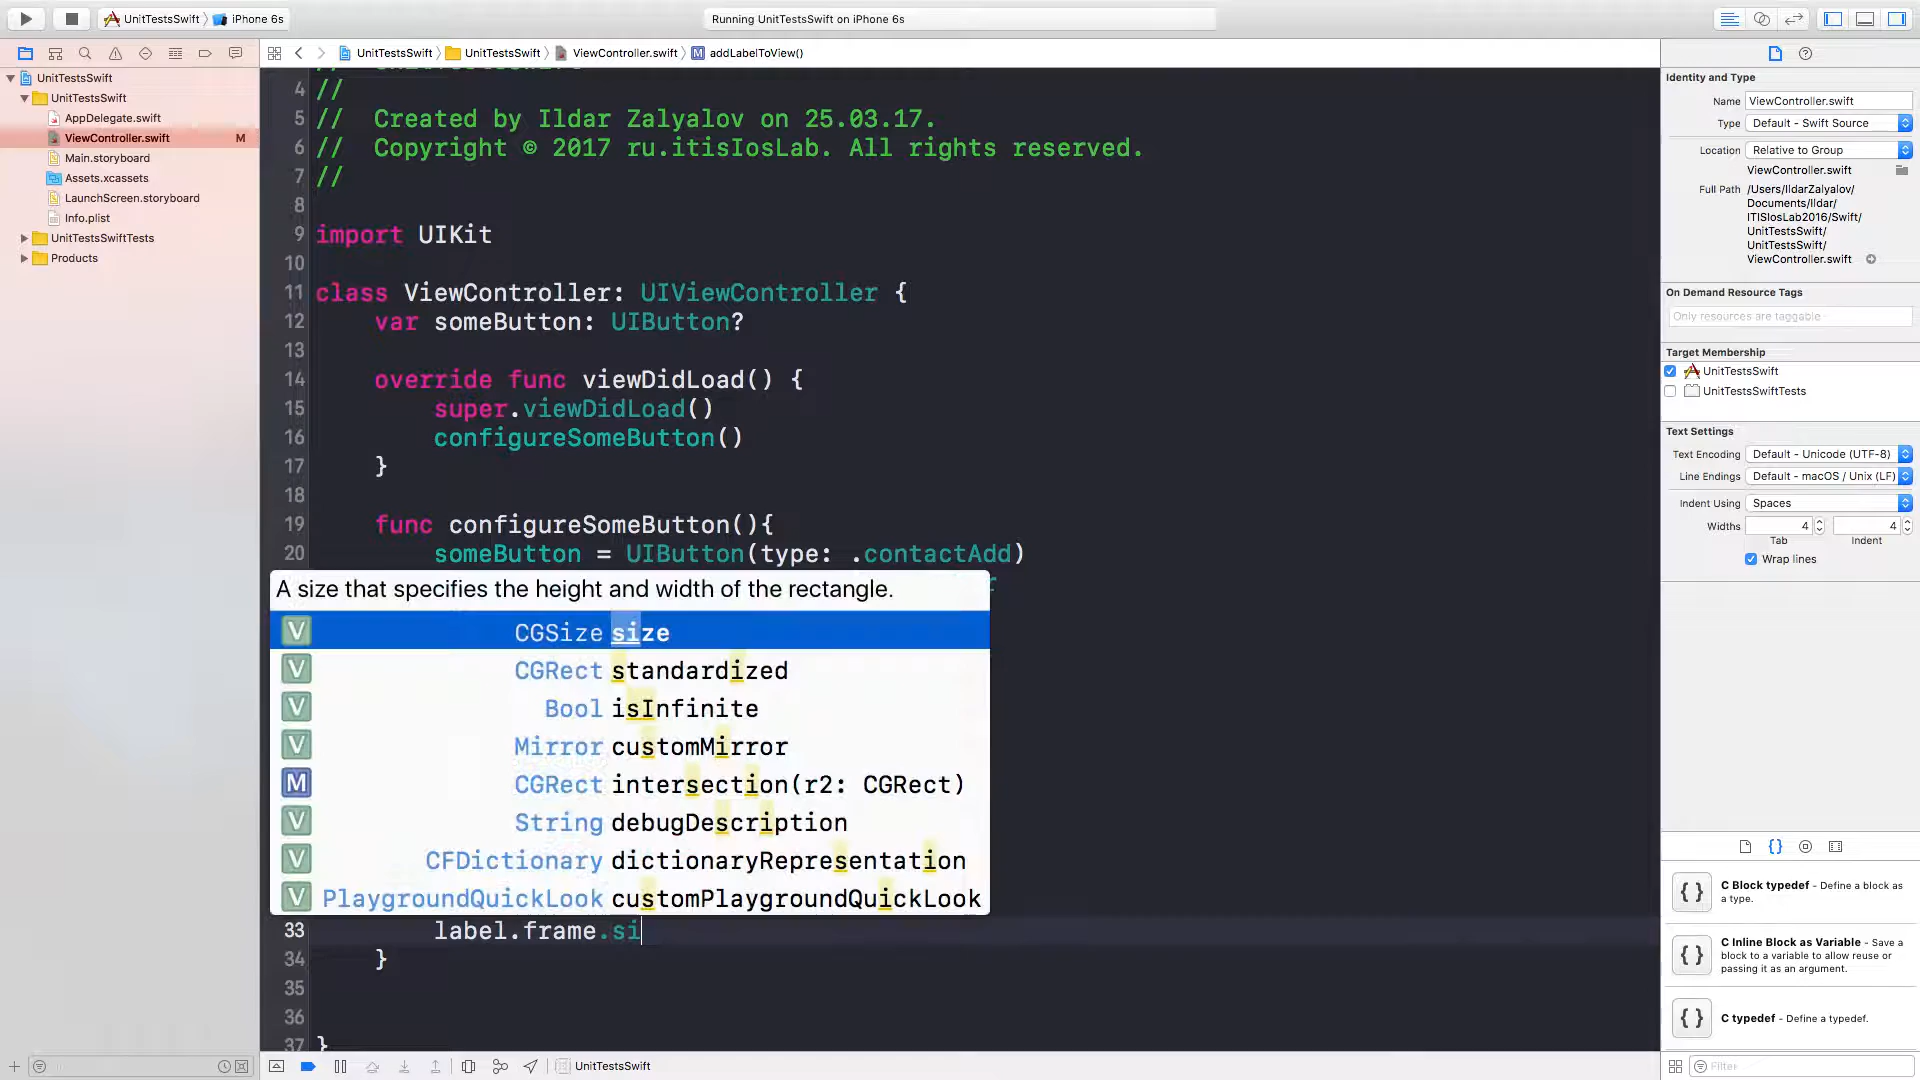 UnitTestsSwift
iPhone 6s
Running UnitTestsSwift on iPhone 6s
UnitTestsSwift
UnitTestsSwift
ViewController.swift
M
addLabelToView()
UnitTestsSwift
UnitTestsSwift
AppDelegate.swift
ViewController.swift
M
Main.storyboard
Assets.xcassets
LaunchScreen.storyboard
Info.plist
UnitTestsSwiftTests
Products
4 //
5 //  Created by Ildar Zalyalov on 25.03.17.
6 //  Copyright © 2017 ru.itisIosLab. All rights reserved.
7 //
8
9 import UIKit
10
11 class ViewController: UIViewController {
12     var someButton: UIButton?
13
14     override func viewDidLoad() {
15         super.viewDidLoad()
16         configureSomeButton()
17     }
18
19     func configureSomeButton(){
20         someButton = UIButton(type: .contactAdd)
A size that specifies the height and width of the rectangle.
V CGSize size
V CGRect standardized
V Bool isInfinite
V Mirror customMirror
M CGRect intersection(r2: CGRect)
V String debugDescription
V CFDictionary dictionaryRepresentation
V PlaygroundQuickLook customPlaygroundQuickLook
33         label.frame.si
34     }
35
36
37 }
UnitTestsSwift
Identity and Type
Name ViewController.swift
Type Default - Swift Source
Location Relative to Group
ViewController.swift
Full Path /Users/IldarZalyalov/
Documents/Ildar/
ITISIosLab2016/Swift/
UnitTestsSwift/
UnitTestsSwift/
ViewController.swift
On Demand Resource Tags
Only resources are taggable
Target Membership
UnitTestsSwift
UnitTestsSwiftTests
Text Settings
Text Encoding Default - Unicode (UTF-8)
Line Endings Default - macOS / Unix (LF)
Indent Using Spaces
Widths 4 4
Tab Indent
Wrap lines
{ }
{ } C Block typedef - Define a block as
a type.
{ } C Inline Block as Variable - Save a
block to a variable to allow reuse or
passing it as an argument.
{ } C typedef - Define a typedef.
Filter